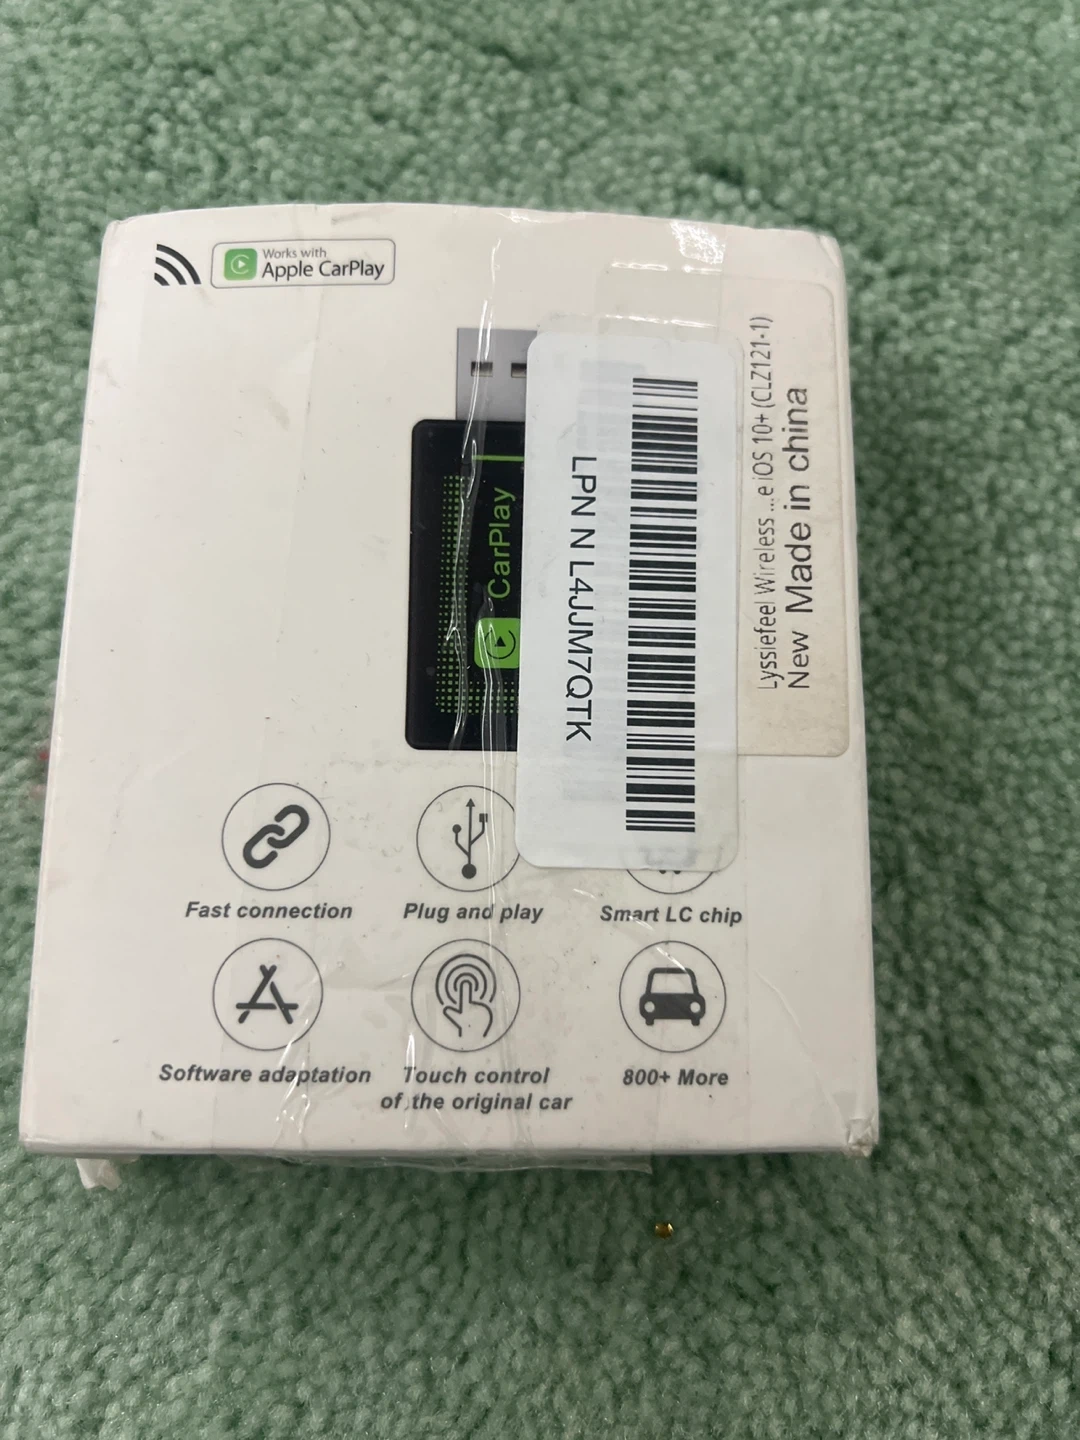 Works with
Apple CarPlay
CarPlay
LPN N L4JJM7QTK
Lyssiefeel Wireless ...e iOS 10+ (CLZ121-1)
New Made in china
Fast connection
Plug and play
Smart LC chip
Software adaptation
Touch control
of the original car
800+ More